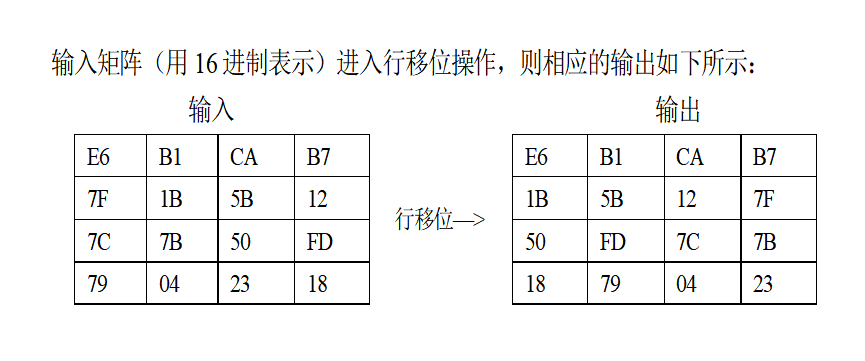 输入矩阵（用16进制表示）进入行移位操作，则相应的输出如下所示：
输入 输出
E6 B1 CA B7 E6 B1 CA B7
7F 1B 5B 12 1B 5B 12 7F
行移位—>
7C 7B 50 FD 50 FD 7C 7B
79 04 23 18 18 79 04 23